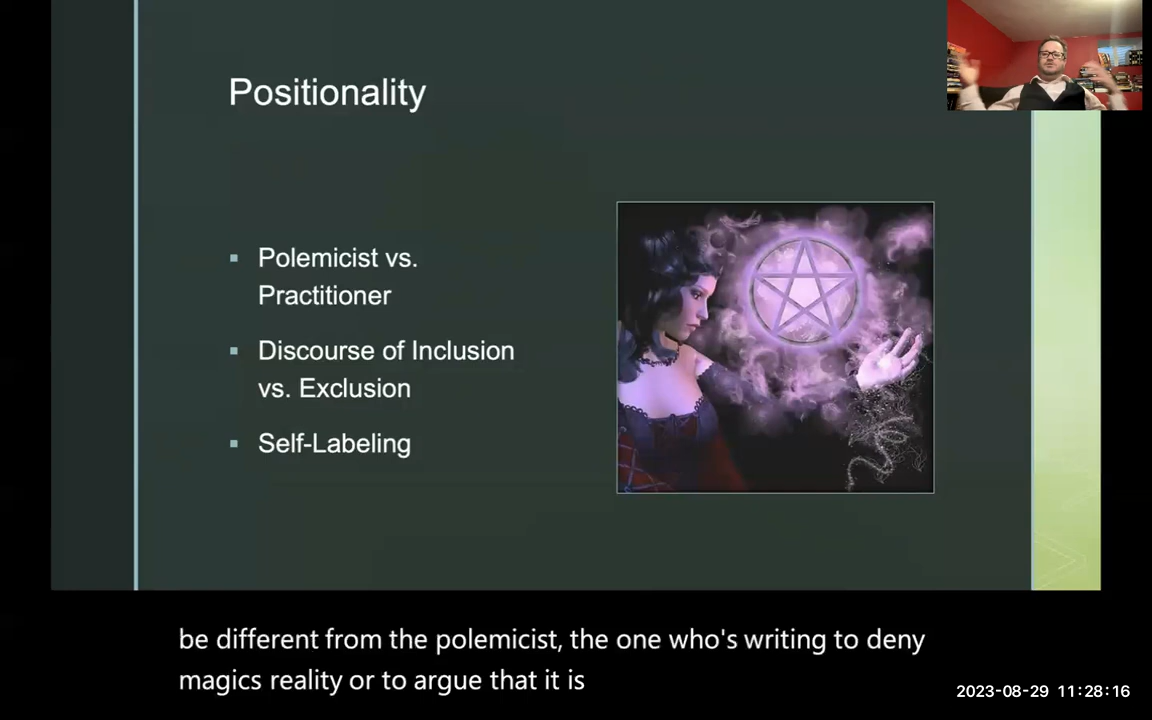 Positionality
Polemicist vs.
Practitioner
Discourse of Inclusion
vs. Exclusion
Self-Labeling
be different from the polemicist, the one who's writing to deny
magics reality or to argue that it is
2023-08-29 11:28:16